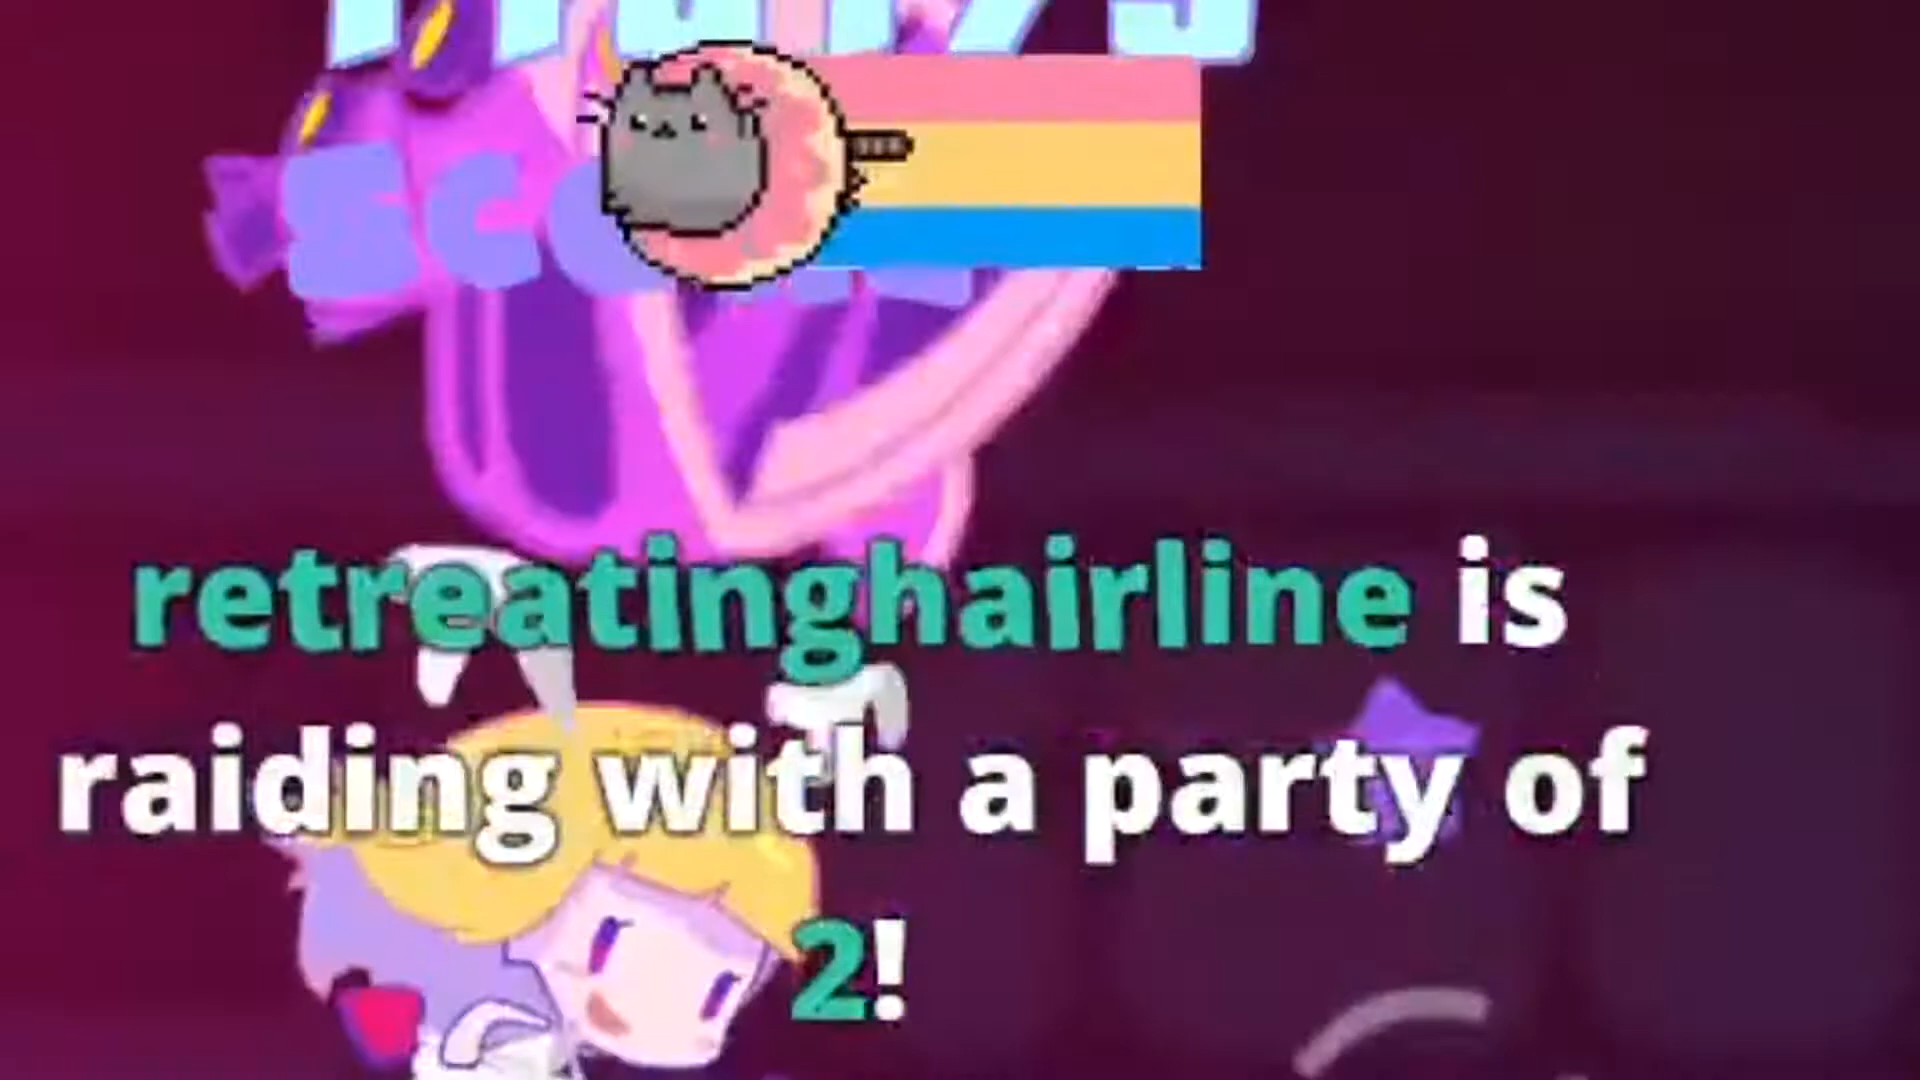 retreatinghairline is
raiding with a party of
2!